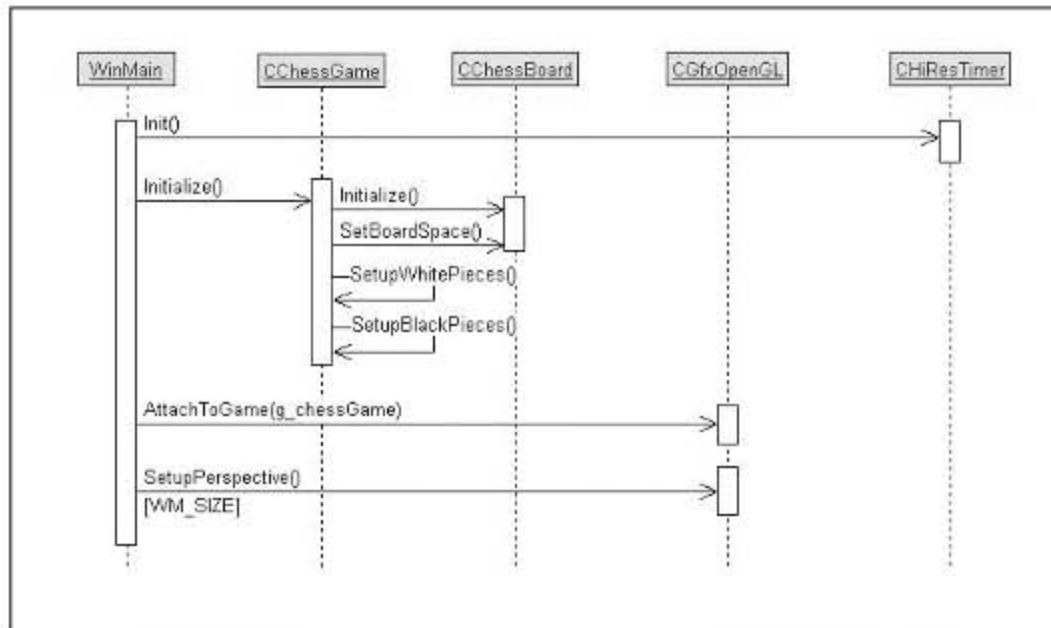 WinMain
CChessGame
CChessBoard
CGfxOpenGL
CHiResTimer
Init()
Initialize()
Initialize()
SetBoardSpace()
SetupWhitePieces()
SetupBlackPieces()
AttachToGame(g_chessGame)
SetupPerspective()
[WM_SIZE]